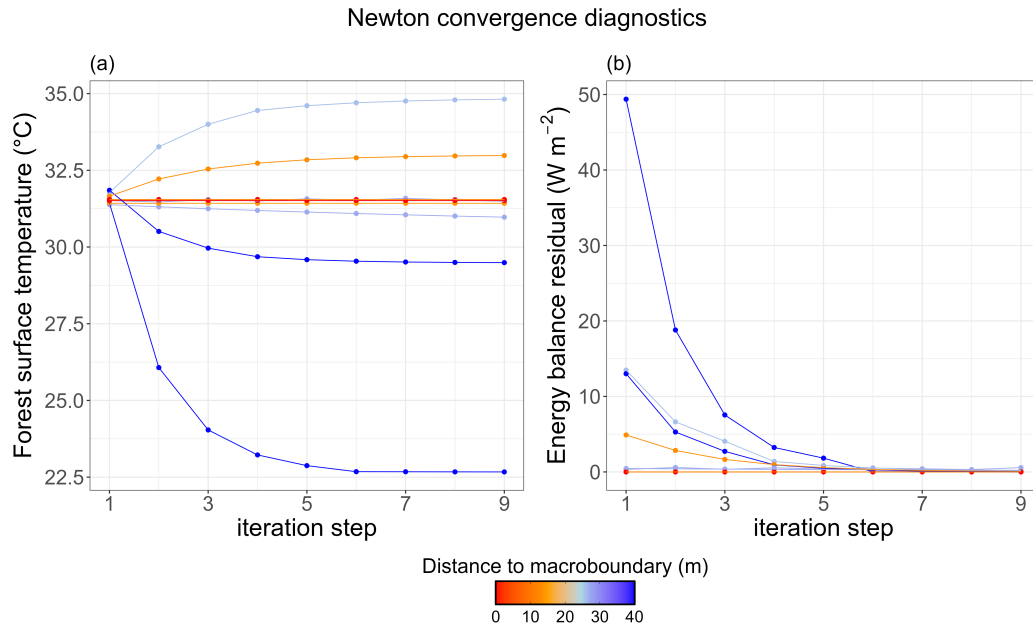 Newton convergence diagnostics
(a)
(b)
Forest surface temperature (°C)
35.0
32.5
30.0
27.5
25.0
22.5
1 3 5 7 9
iteration step
Energy balance residual (W m⁻²)
50
40
30
20
10
0
1 3 5 7 9
iteration step
Distance to macroboundary (m)
0 10 20 30 40